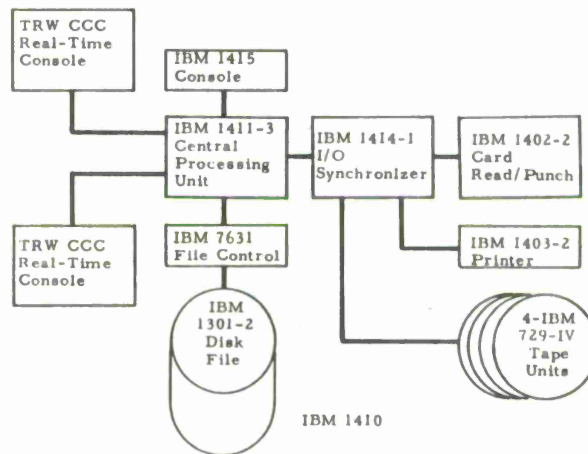 TRW CCC
Real-Time
Console
IBM 1415
Console
IBM 1411-3
Central
Processing
Unit
IBM 1414-1
I/O
Synchronizer
IBM 1402-2
Card
Read/Punch
TRW CCC
Real-Time
Console
IBM 7631
File Control
IBM 1403-2
Printer
IBM
1301-2
Disk
File
4-IBM
729-IV
Tape
Units
IBM 1410